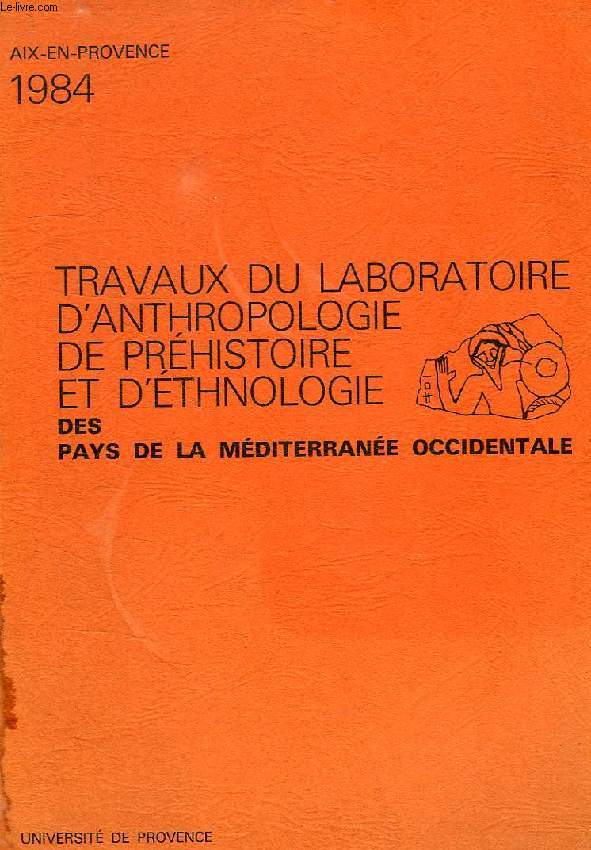 Le-livre.com
AIX-EN-PROVENCE
1984
TRAVAUX DU LABORATOIRE
D'ANTHROPOLOGIE
DE PRÉHISTOIRE
ET D'ÉTHNOLOGIE
DES
PAYS DE LA MÉDITERRANÉE OCCIDENTALE
UNIVERSITÉ DE PROVENCE